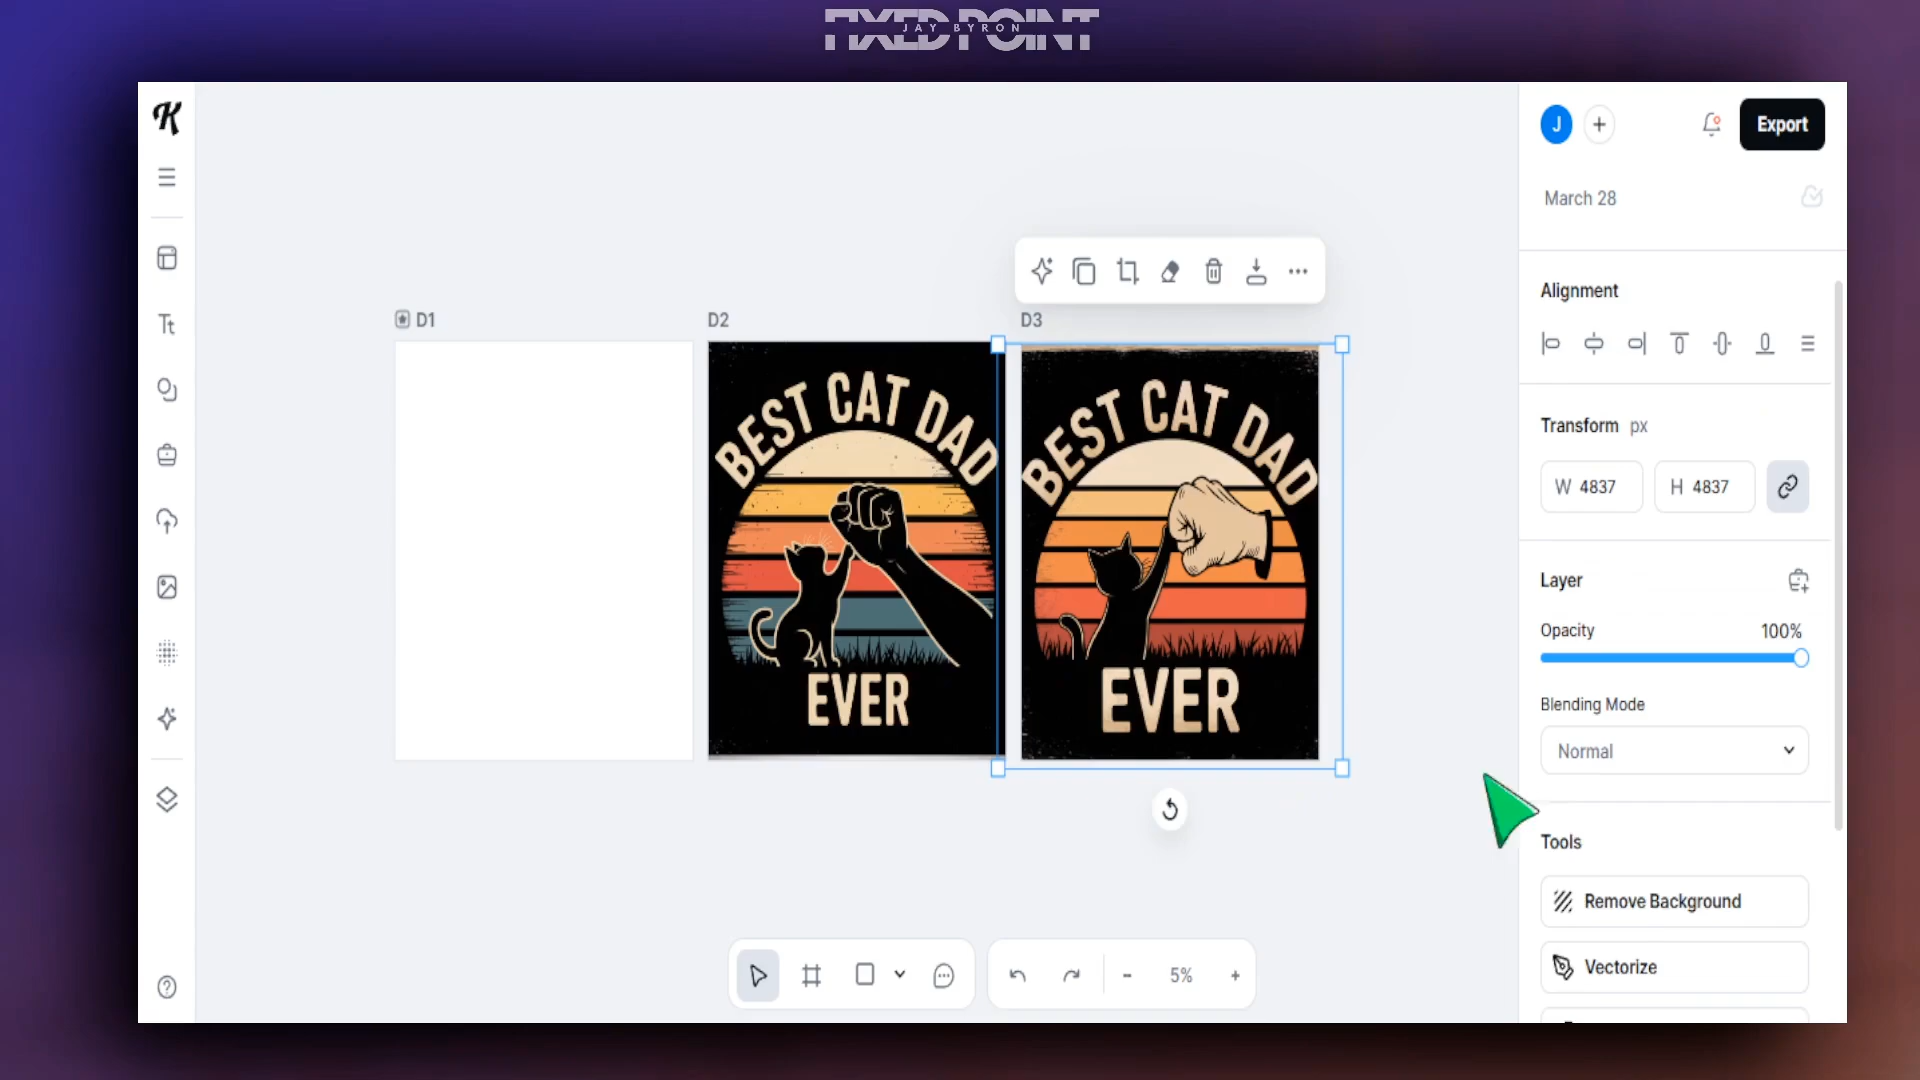 FIXED POINT
JAY BYRON
K
J
+
Export
March 28
Alignment
D1
D2
D3
Tt
BEST CAT DAD
EVER
BEST CAT DAD
EVER
Transform px
W 4837
H 4837
Layer
Opacity
100%
Blending Mode
Normal
Tools
Remove Background
Vectorize
- 5% +